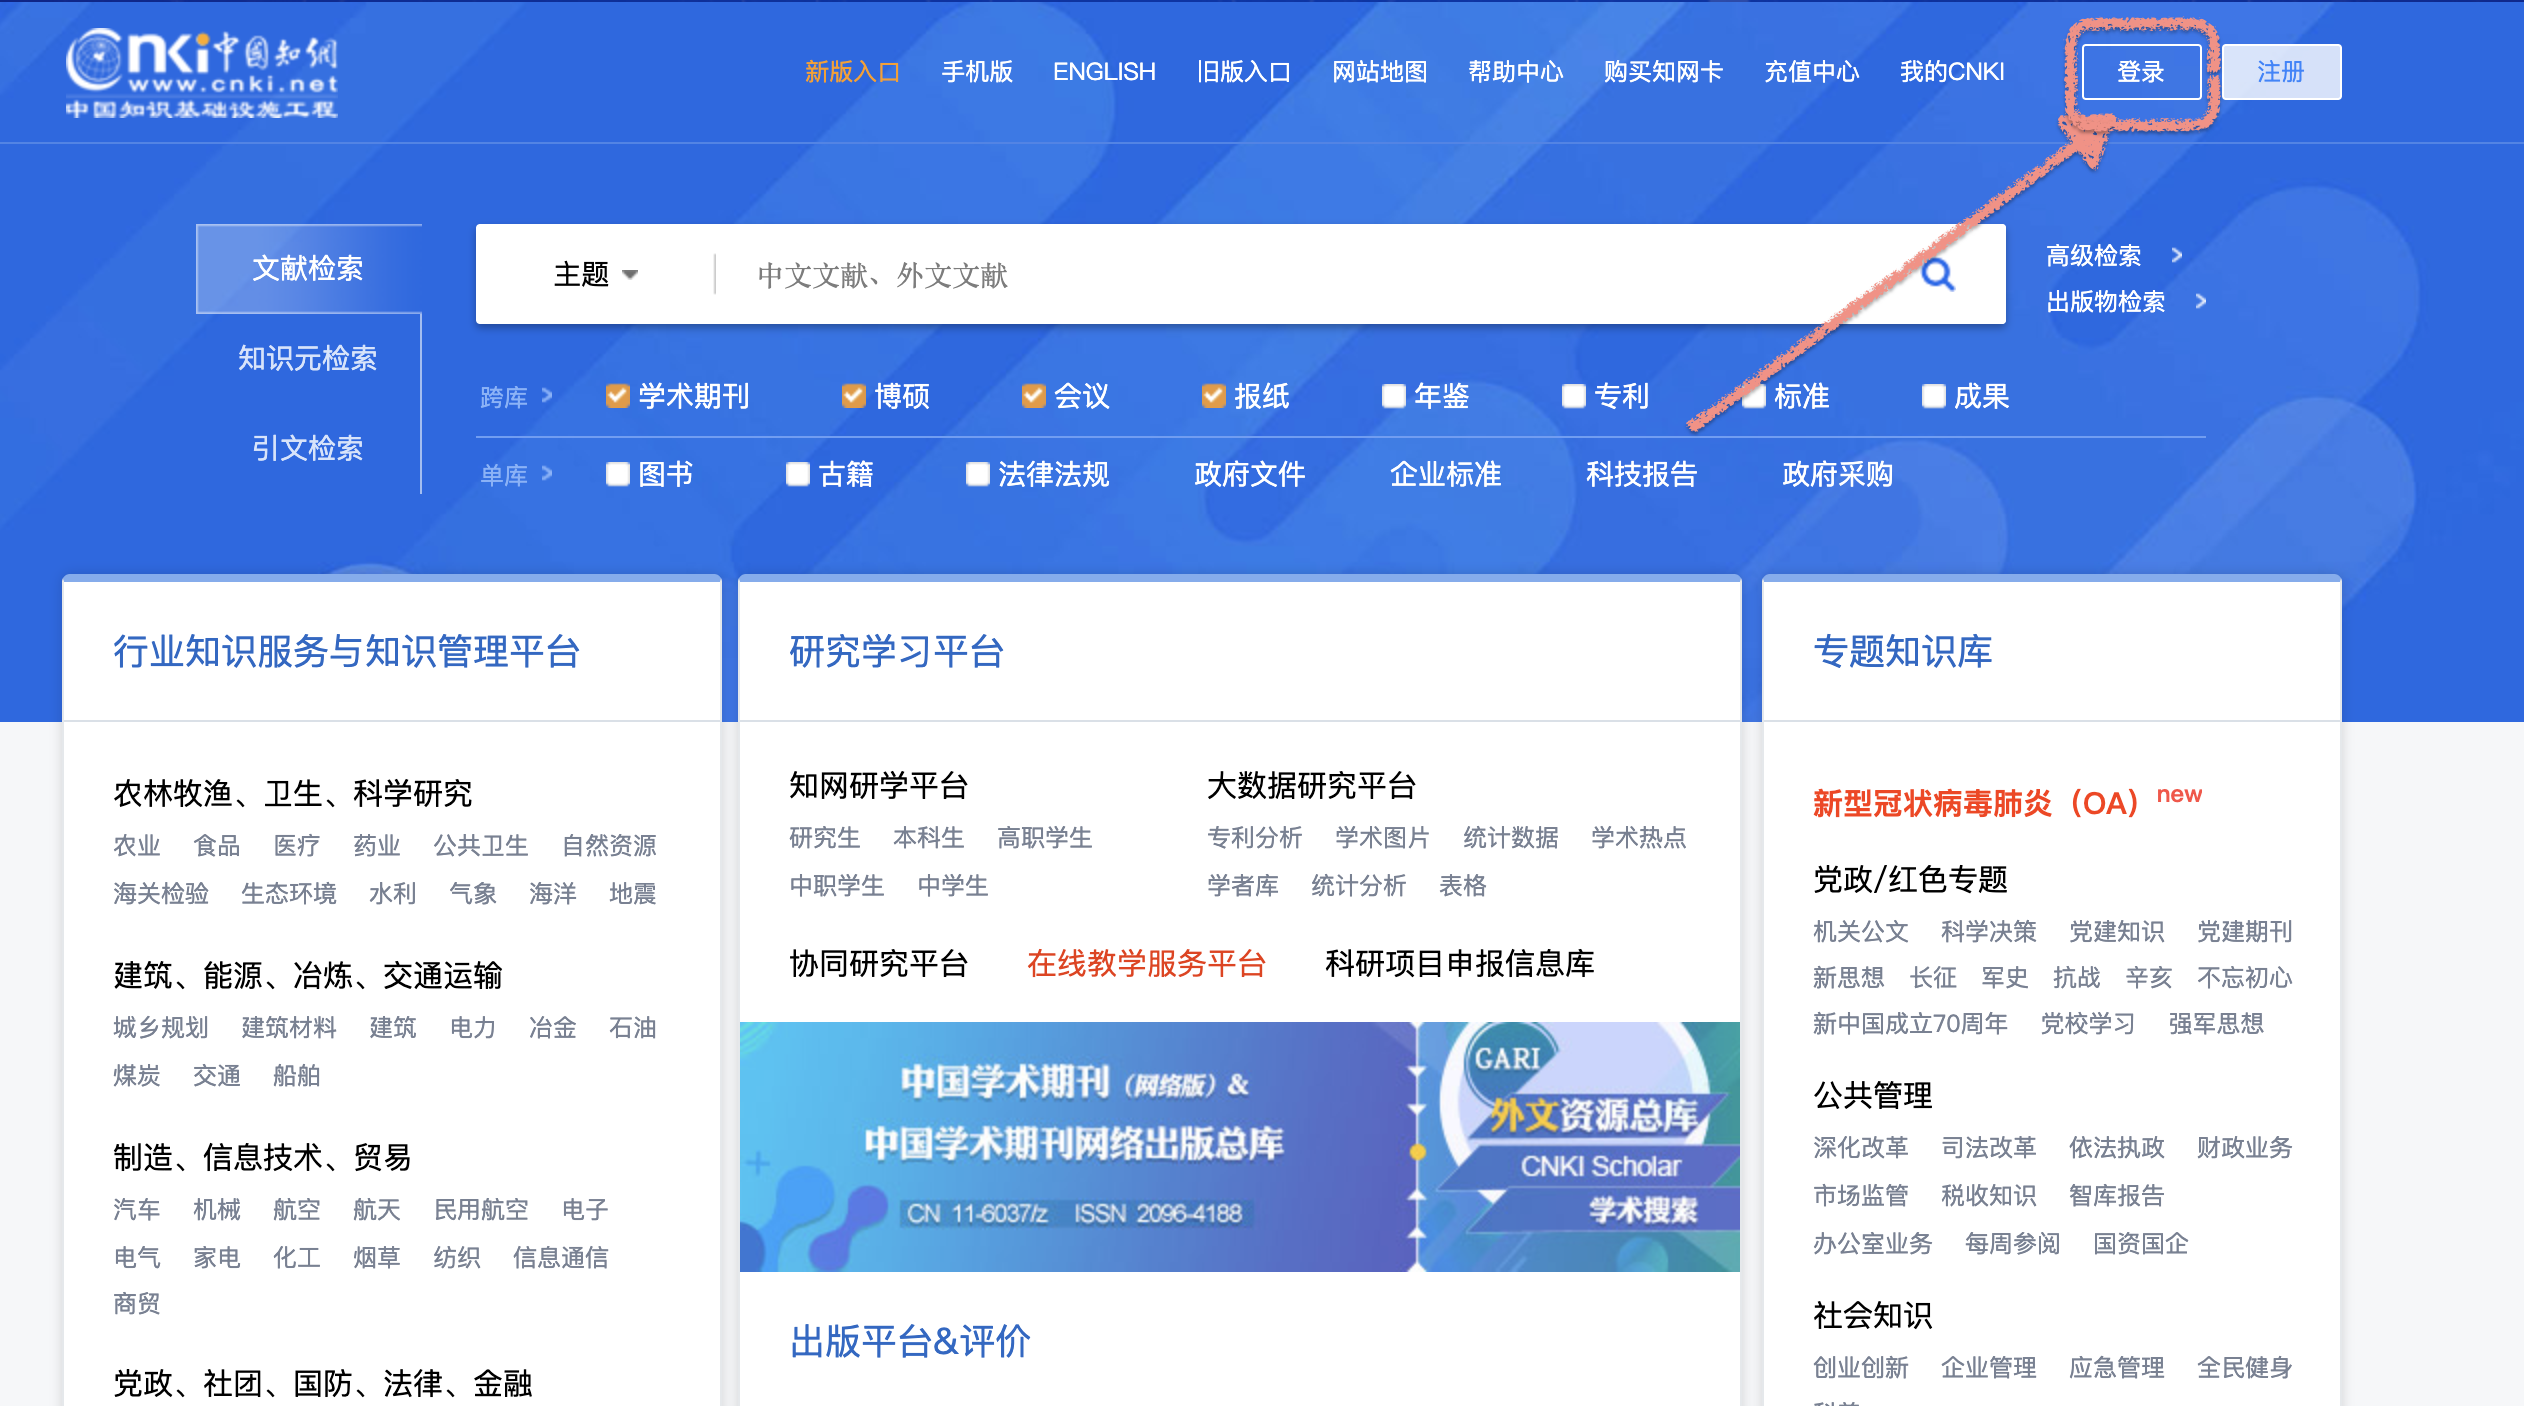 cnki中国知网
www.cnki.net
中国知识基础设施工程
新版入口 手机版 ENGLISH 旧版入口 网站地图 帮助中心 购买知网卡 充值中心 我的CNKI 登录 注册
文献检索
知识元检索
引文检索
主题 中文文献、外文文献
高级检索 >
出版物检索 >
跨库 > 学术期刊 博硕 会议 报纸 年鉴 专利 标准 成果
单库 > 图书 古籍 法律法规 政府文件 企业标准 科技报告 政府采购
行业知识服务与知识管理平台
农林牧渔、卫生、科学研究
农业 食品 医疗 药业 公共卫生 自然资源
海关检验 生态环境 水利 气象 海洋 地震
建筑、能源、冶炼、交通运输
城乡规划 建筑材料 建筑 电力 冶金 石油
煤炭 交通 船舶
制造、信息技术、贸易
汽车 机械 航空 航天 民用航空 电子
电气 家电 化工 烟草 纺织 信息通信
商贸
党政、社团、国防、法律、金融
研究学习平台
知网研学平台
研究生 本科生 高职学生
中职学生 中学生
大数据研究平台
专利分析 学术图片 统计数据 学术热点
学者库 统计分析 表格
协同研究平台 在线教学服务平台 科研项目申报信息库
中国学术期刊（网络版）&
中国学术期刊网络出版总库
CN 11-6037/z ISSN 2096-4188
GARI
外文资源总库
CNKI Scholar
学术搜索
出版平台&评价
专题知识库
新型冠状病毒肺炎（OA）new
党政/红色专题
机关公文 科学决策 党建知识 党建期刊
新思想 长征 军史 抗战 辛亥 不忘初心
新中国成立70周年 党校学习 强军思想
公共管理
深化改革 司法改革 依法执政 财政业务
市场监管 税收知识 智库报告
办公室业务 每周参阅 国资国企
社会知识
创业创新 企业管理 应急管理 全民健身